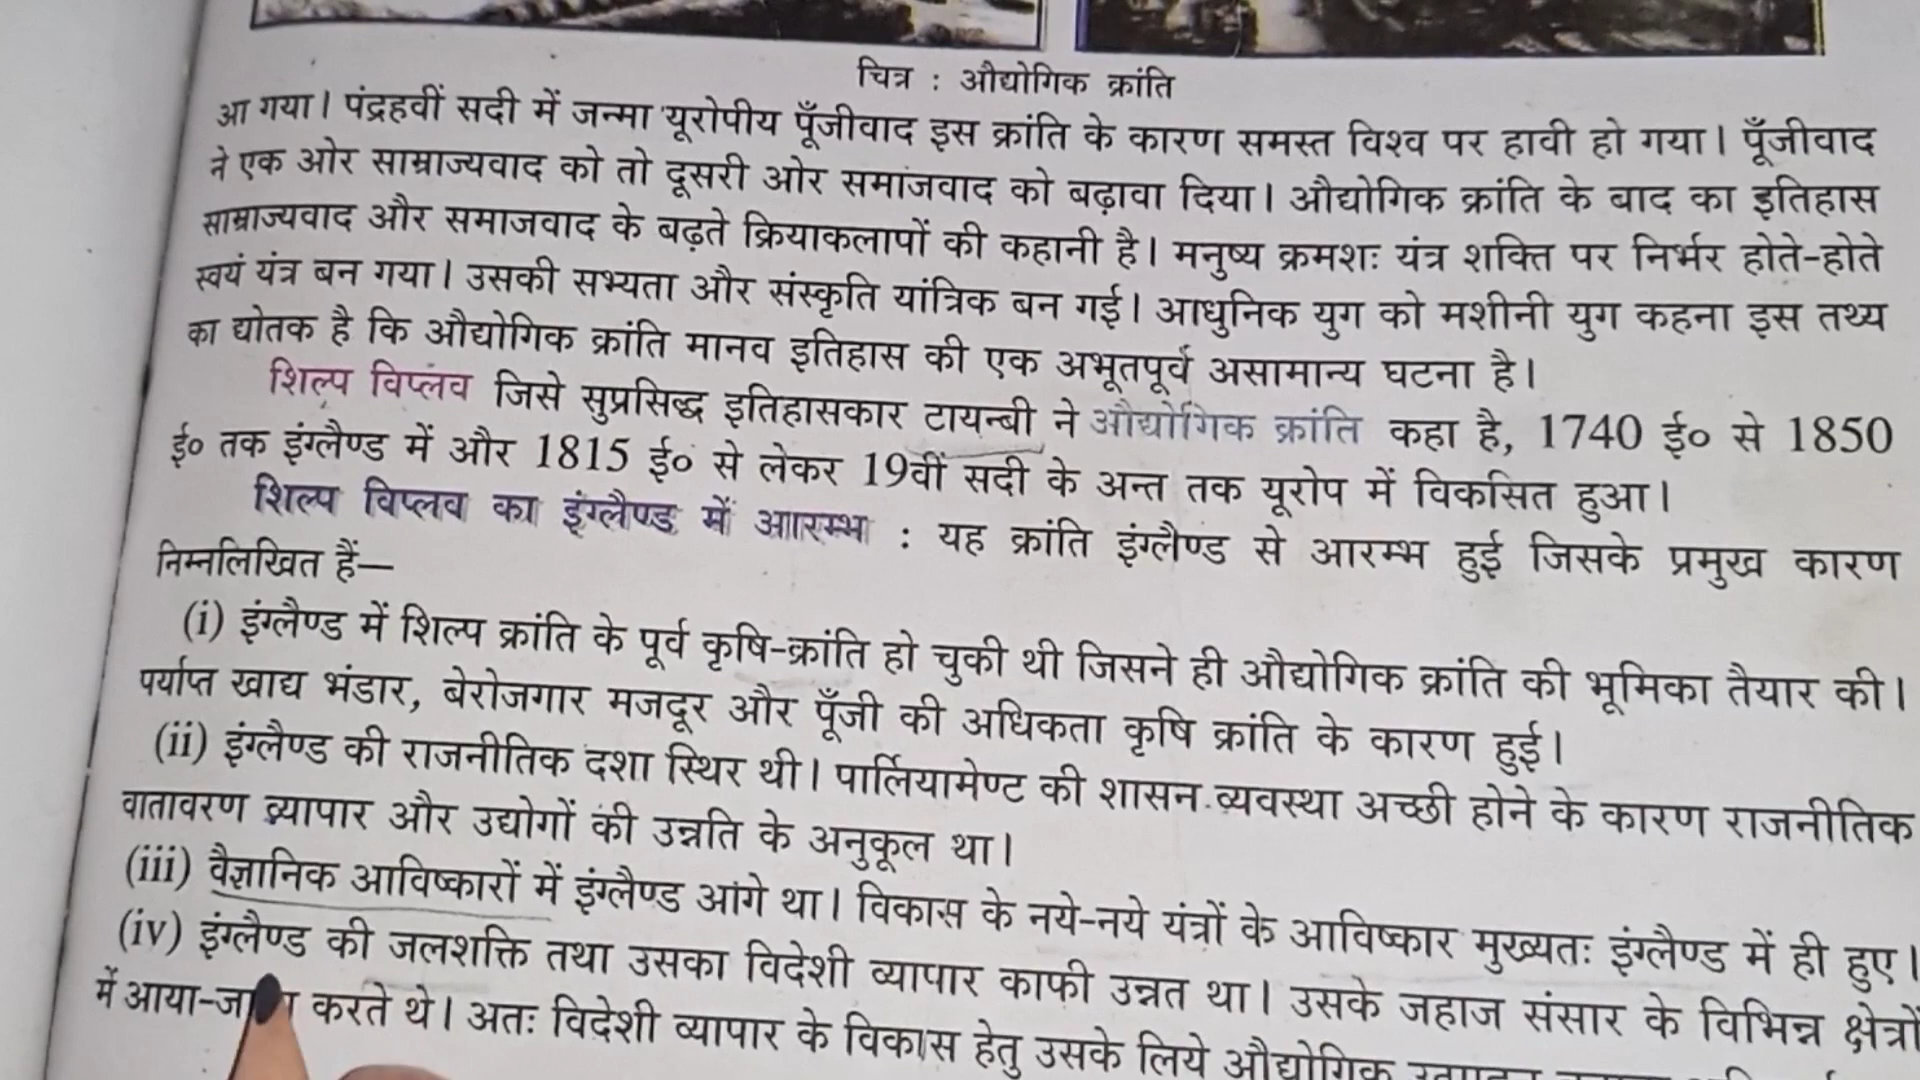 चित्र : औद्योगिक क्रांति
आ गया। पंद्रहवीं सदी में जन्मा यूरोपीय पूँजीवाद इस क्रांति के कारण समस्त विश्व पर हावी हो गया। पूँजीवाद
ने एक ओर साम्राज्यवाद को तो दूसरी ओर समाजवाद को बढ़ावा दिया। औद्योगिक क्रांति के बाद का इतिहास
साम्राज्यवाद और समाजवाद के बढ़ते क्रियाकलापों की कहानी है। मनुष्य क्रमशः यंत्र शक्ति पर निर्भर होते-होते
स्वयं यंत्र बन गया। उसकी सभ्यता और संस्कृति यांत्रिक बन गई। आधुनिक युग को मशीनी युग कहना इस तथ्य
का द्योतक है कि औद्योगिक क्रांति मानव इतिहास की एक अभूतपूर्व असामान्य घटना है।
शिल्प विप्लव जिसे सुप्रसिद्ध इतिहासकार टायन्बी ने औद्योगिक क्रांति कहा है, 1740 ई० से 1850
ई० तक इंग्लैण्ड में और 1815 ई० से लेकर 19वीं सदी के अन्त तक यूरोप में विकसित हुआ।
शिल्प विप्लव का इंग्लैण्ड में आरम्भ : यह क्रांति इंग्लैण्ड से आरम्भ हुई जिसके प्रमुख कारण
निम्नलिखित हैं—
(i) इंग्लैण्ड में शिल्प क्रांति के पूर्व कृषि-क्रांति हो चुकी थी जिसने ही औद्योगिक क्रांति की भूमिका तैयार की।
पर्याप्त खाद्य भंडार, बेरोजगार मजदूर और पूँजी की अधिकता कृषि क्रांति के कारण हुई।
(ii) इंग्लैण्ड की राजनीतिक दशा स्थिर थी। पार्लियामेण्ट की शासन व्यवस्था अच्छी होने के कारण राजनीतिक
वातावरण व्यापार और उद्योगों की उन्नति के अनुकूल था।
(iii) वैज्ञानिक आविष्कारों में इंग्लैण्ड आगे था। विकास के नये-नये यंत्रों के आविष्कार मुख्यतः इंग्लैण्ड में ही हुए।
(iv) इंग्लैण्ड की जलशक्ति तथा उसका विदेशी व्यापार काफी उन्नत था। उसके जहाज संसार के विभिन्न क्षेत्रों
में करते थे। अतः विदेशी व्यापार के विकास हेतु उसके लिये औद्योगिक